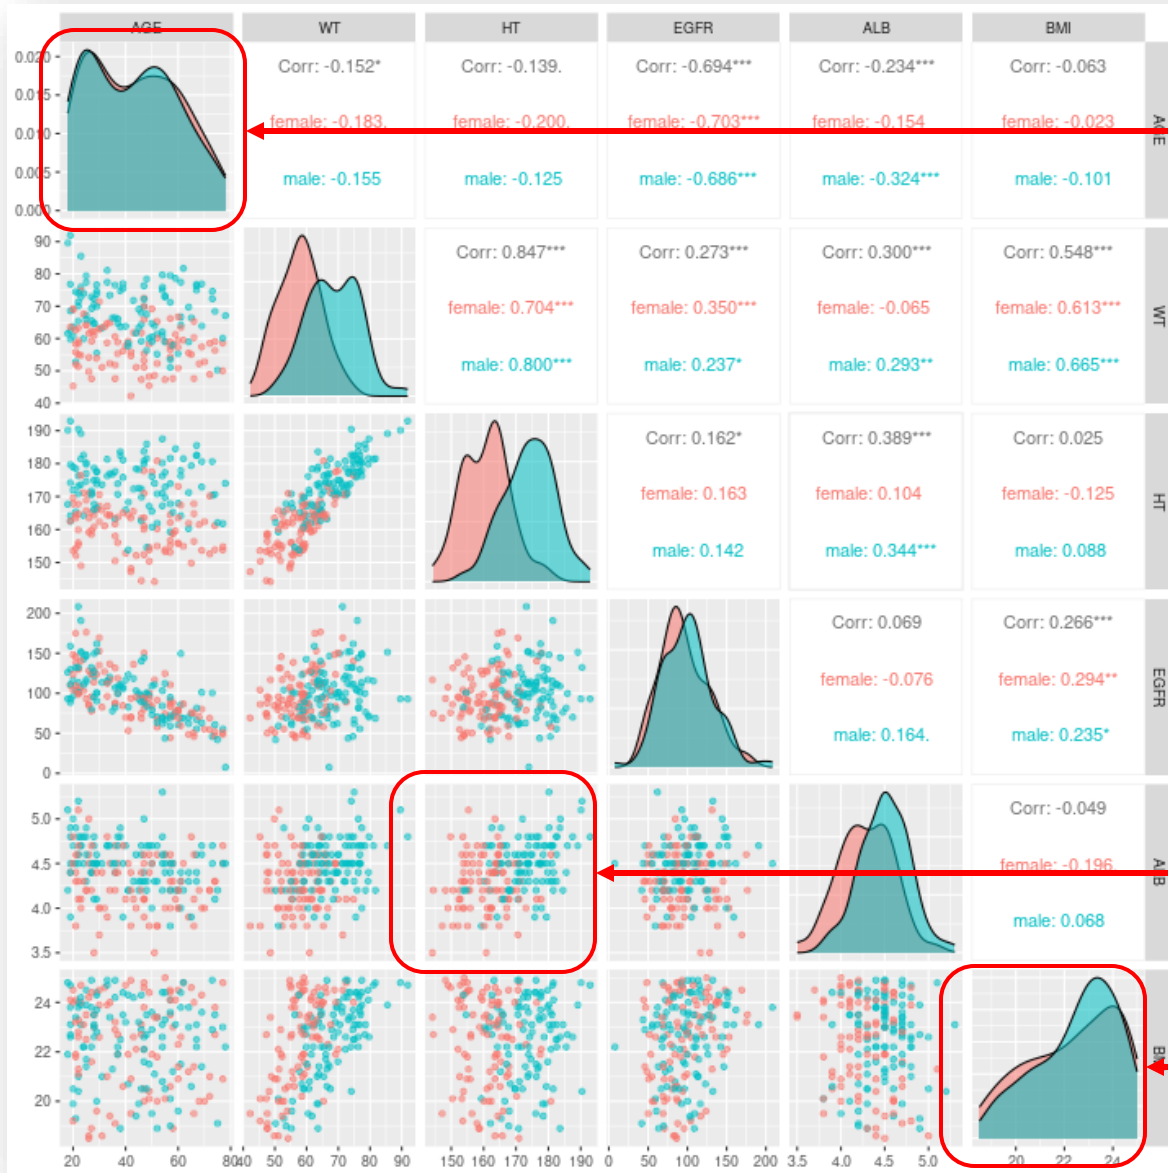 AGE WT HT EGFR ALB BMI
0.020
Corr: -0.152* Corr: -0.139. Corr: -0.694*** Corr: -0.234*** Corr: -0.063
0.015
female: -0.183. female: -0.200. female: -0.703*** female: -0.154 female: -0.023
AGE
0.010
0.005
male: -0.155 male: -0.125 male: -0.686*** male: -0.324*** male: -0.101
0.000
90
Corr: 0.847*** Corr: 0.273*** Corr: 0.300*** Corr: 0.548***
80
70
female: 0.704*** female: 0.350*** female: -0.065 female: 0.613***
WT
60
male: 0.800*** male: 0.237* male: 0.293** male: 0.665***
50
40
190
Corr: 0.162* Corr: 0.389*** Corr: 0.025
180
170
female: 0.163 female: 0.104 female: -0.125
HT
160
male: 0.142 male: 0.344*** male: 0.088
150
200
Corr: 0.069 Corr: 0.266***
150
female: -0.076 female: 0.294**
EGFR
100
50
male: 0.164. male: 0.235*
0
5.0
Corr: -0.049
4.5
female: -0.196.
ALB
4.0
male: 0.068
3.5
24
22
BMI
20
20 40 60 80 40 50 60 70 80 90 150 160 170 180 190 0 50 100 150 200 3.5 4.0 4.5 5.0 20 22 24